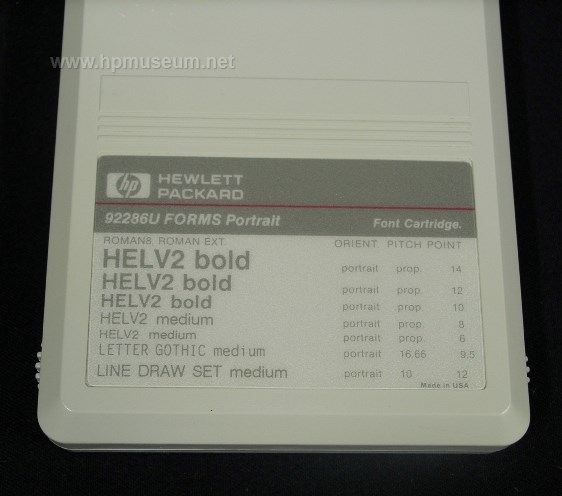 www.hpmuseum.net
hp HEWLETT
PACKARD
92286U FORMS Portrait Font Cartridge.
ROMAN8, ROMAN EXT. ORIENT. PITCH POINT
HELV2 bold portrait prop. 14
HELV2 bold portrait prop. 12
HELV2 bold portrait prop. 10
HELV2 medium portrait prop. 8
HELV2 medium portrait prop. 6
LETTER GOTHIC medium portrait 16.66 9.5
LINE DRAW SET medium portrait 10 12
Made in USA